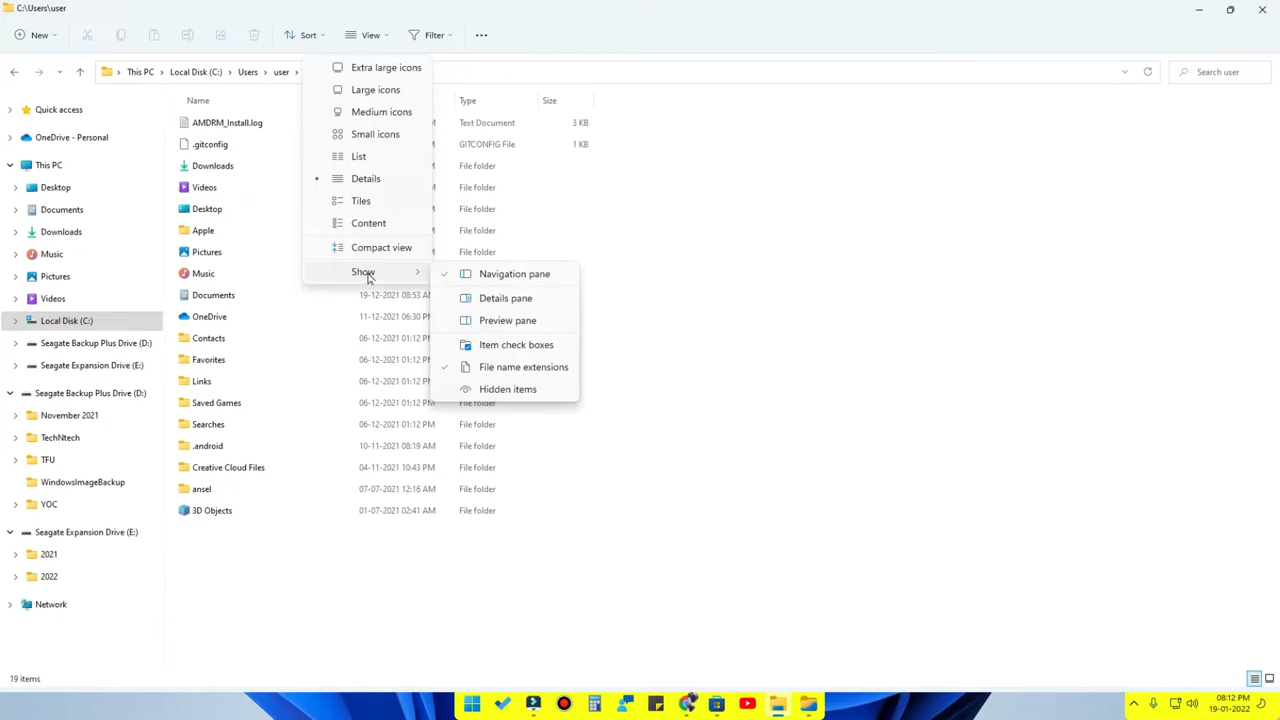 C:\Users\user
New Sort View Filter
This PC Local Disk (C:) Users user Search user
Quick access
OneDrive - Personal
This PC
Desktop
Documents
Downloads
Music
Pictures
Videos
Local Disk (C:)
Seagate Backup Plus Drive (D:)
Seagate Expansion Drive (E:)
Seagate Backup Plus Drive (D:)
November 2021
TechNtech
TFU
WindowsImageBackup
YOC
Seagate Expansion Drive (E:)
2021
2022
Network
Name Type Size
AMDRM_Install.log Text Document 3 KB
.gitconfig GITCONFIG File 1 KB
Downloads File folder
Videos File folder
Desktop File folder
Apple File folder
Pictures File folder
Music
Documents 19-12-2021 08:53 AM
OneDrive 11-12-2021 06:30 PM
Contacts 06-12-2021 01:12 PM
Favorites 06-12-2021 01:12 PM
Links 06-12-2021 01:12 PM
Saved Games 06-12-2021 01:12 PM File folder
Searches 06-12-2021 01:12 PM File folder
.android 10-11-2021 08:19 AM File folder
Creative Cloud Files 04-11-2021 10:43 PM File folder
ansel 07-07-2021 12:16 AM File folder
3D Objects 01-07-2021 02:41 AM File folder
Extra large icons
Large icons
Medium icons
Small icons
List
Details
Tiles
Content
Compact view
Show
Navigation pane
Details pane
Preview pane
Item check boxes
File name extensions
Hidden items
19 items
08:12 PM
19-01-2022